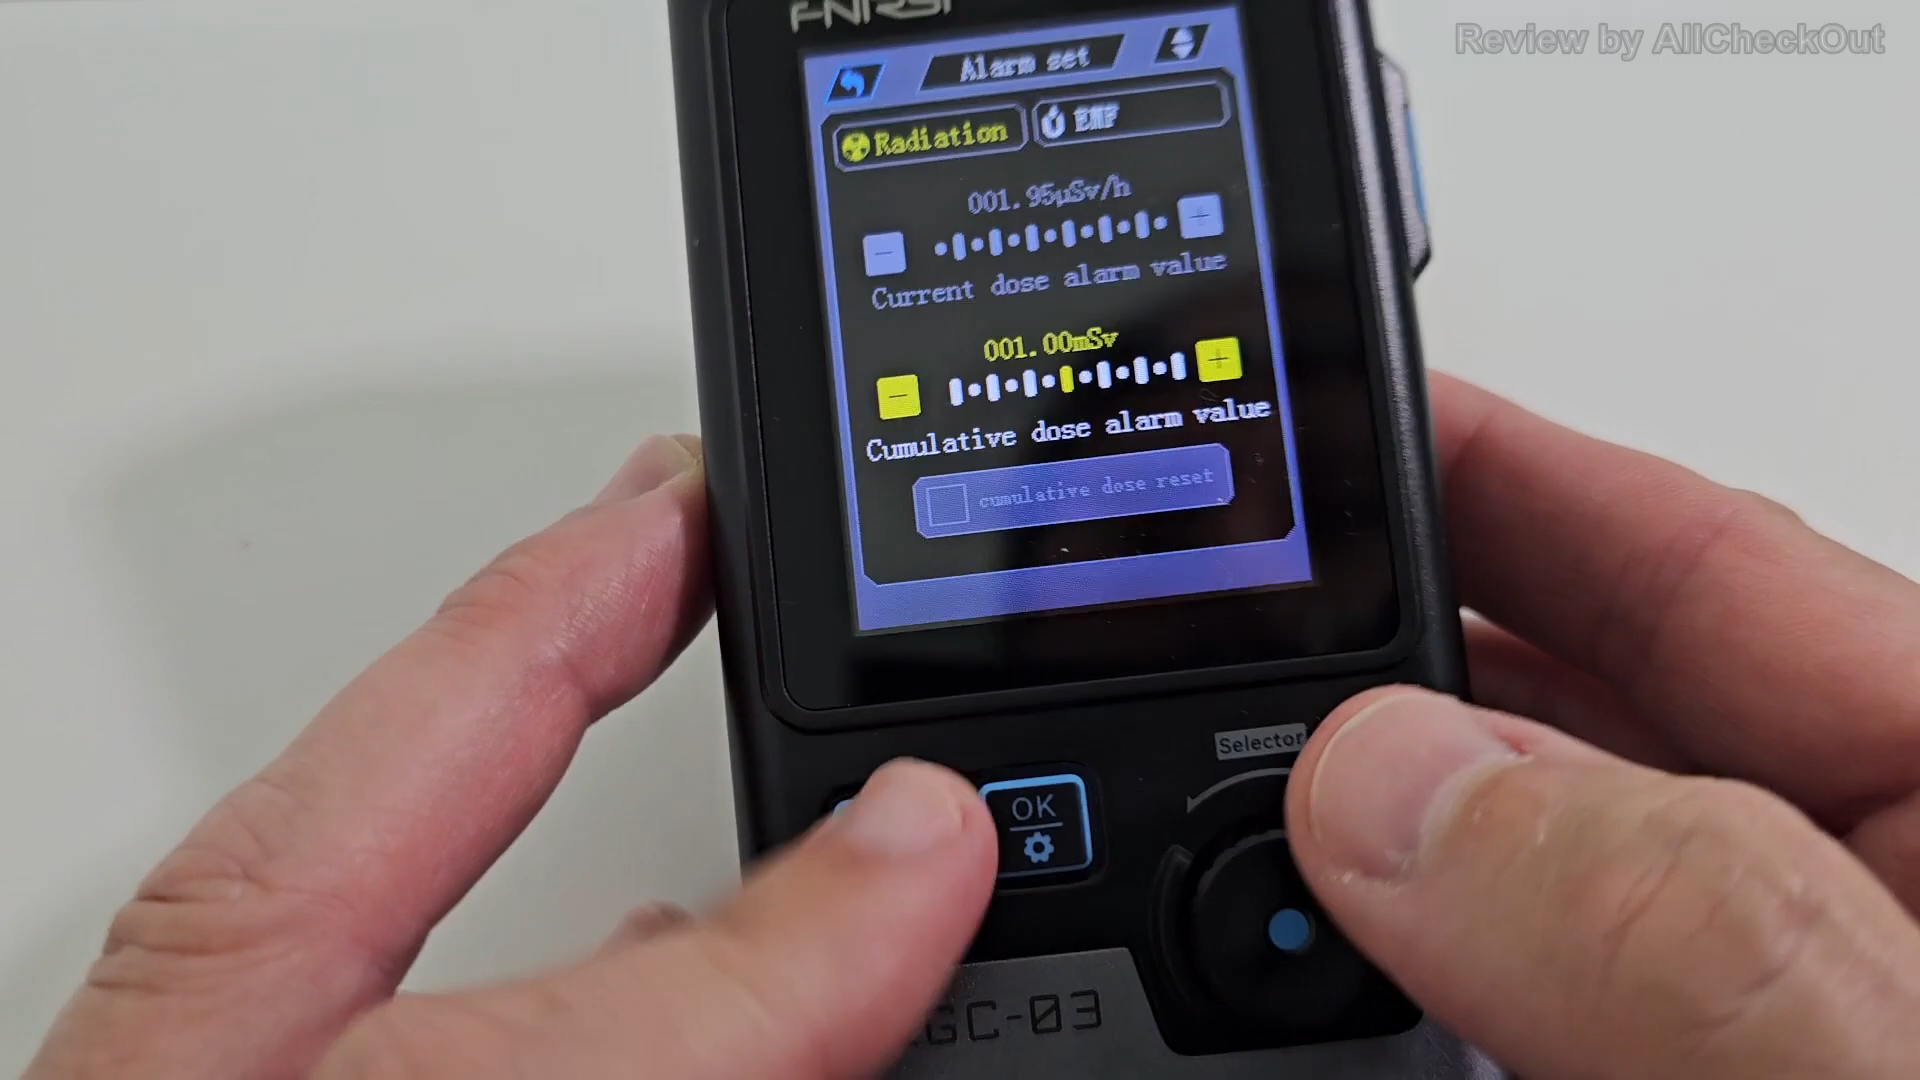 Review by AllCheckOut
FNIRSI
Alarm set
Radiation
EMF
001.95μSv/h
Current dose alarm value
001.00mSv
Cumulative dose alarm value
cumulative dose reset
Selector
OK
GC-03